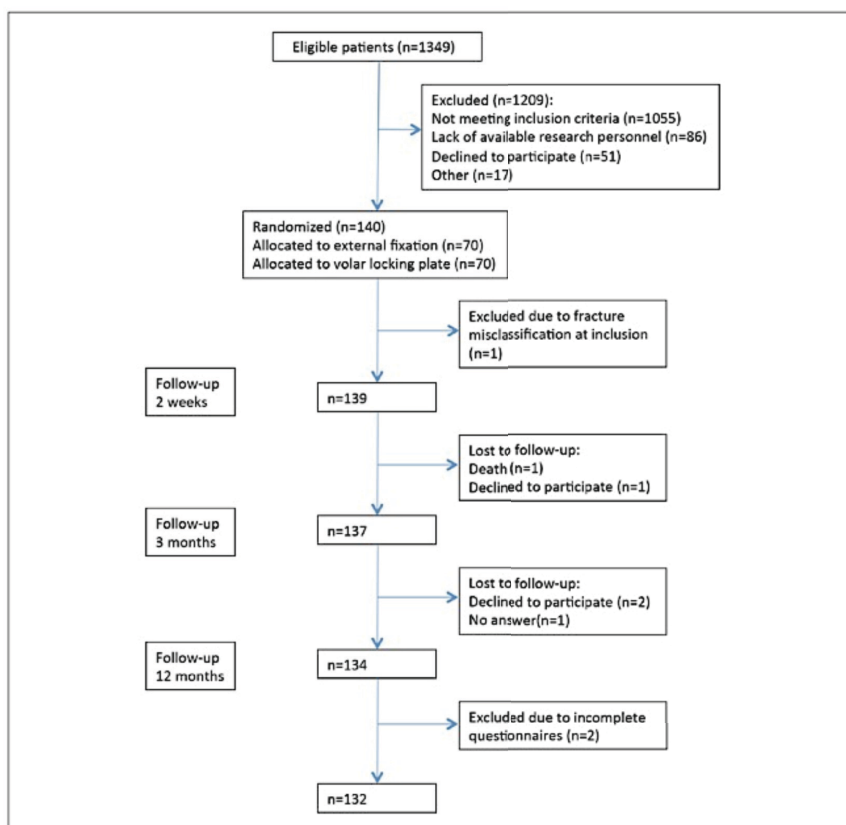 Eligible patients (n=1349)
Excluded (n=1209):
Not meeting inclusion criteria (n=1055)
Lack of available research personnel (n=86)
Declined to participate (n=51)
Other (n=17)
Randomized (n=140)
Allocated to external fixation (n=70)
Allocated to volar locking plate (n=70)
Excluded due to fracture
misclassification at inclusion
(n=1)
Follow-up
2 weeks
n=139
Lost to follow-up:
Death (n=1)
Declined to participate (n=1)
Follow-up
3 months
n=137
Lost to follow-up:
Declined to participate (n=2)
No answer(n=1)
Follow-up
12 months
n=134
Excluded due to incomplete
questionnaires (n=2)
n=132